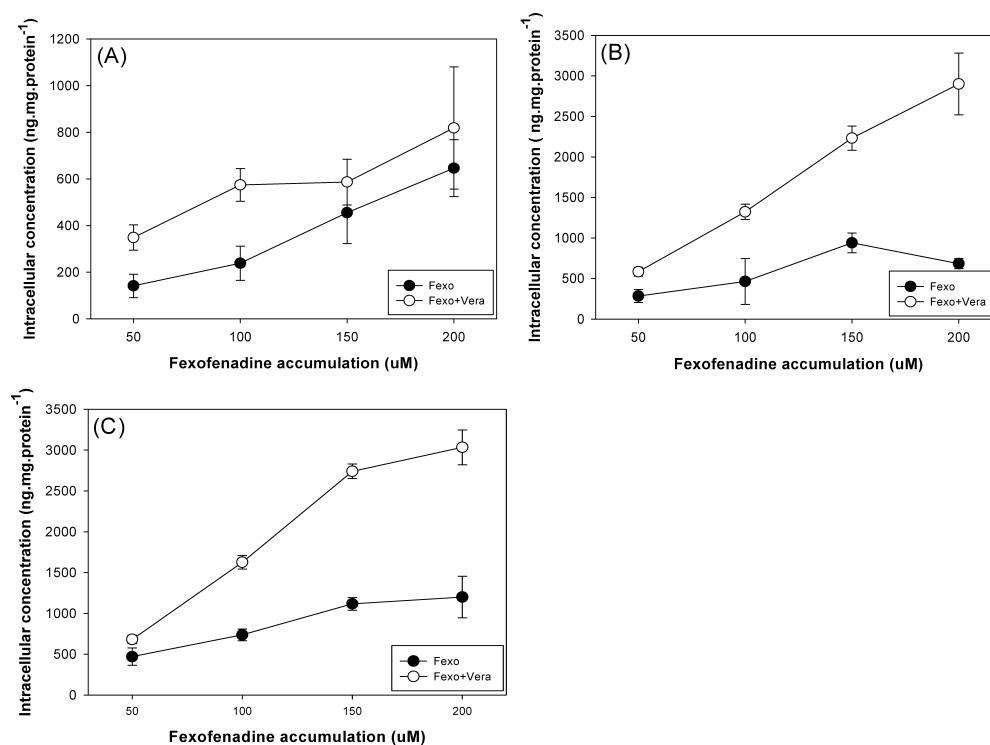 (A)
Intracellular concentration (ng.mg.protein⁻¹)
1200
1000
800
600
400
200
0
50 100 150 200
Fexofenadine accumulation (uM)
Fexo
Fexo+Vera
(B)
Intracellular concentration ( ng.mg.protein⁻¹)
3500
3000
2500
2000
1500
1000
500
0
50 100 150 200
Fexofenadine accumulation (uM)
Fexo
Fexo+Vera
(C)
Intracellular concentration (ng.mg.protein⁻¹)
3500
3000
2500
2000
1500
1000
500
0
50 100 150 200
Fexofenadine accumulation (uM)
Fexo
Fexo+Vera